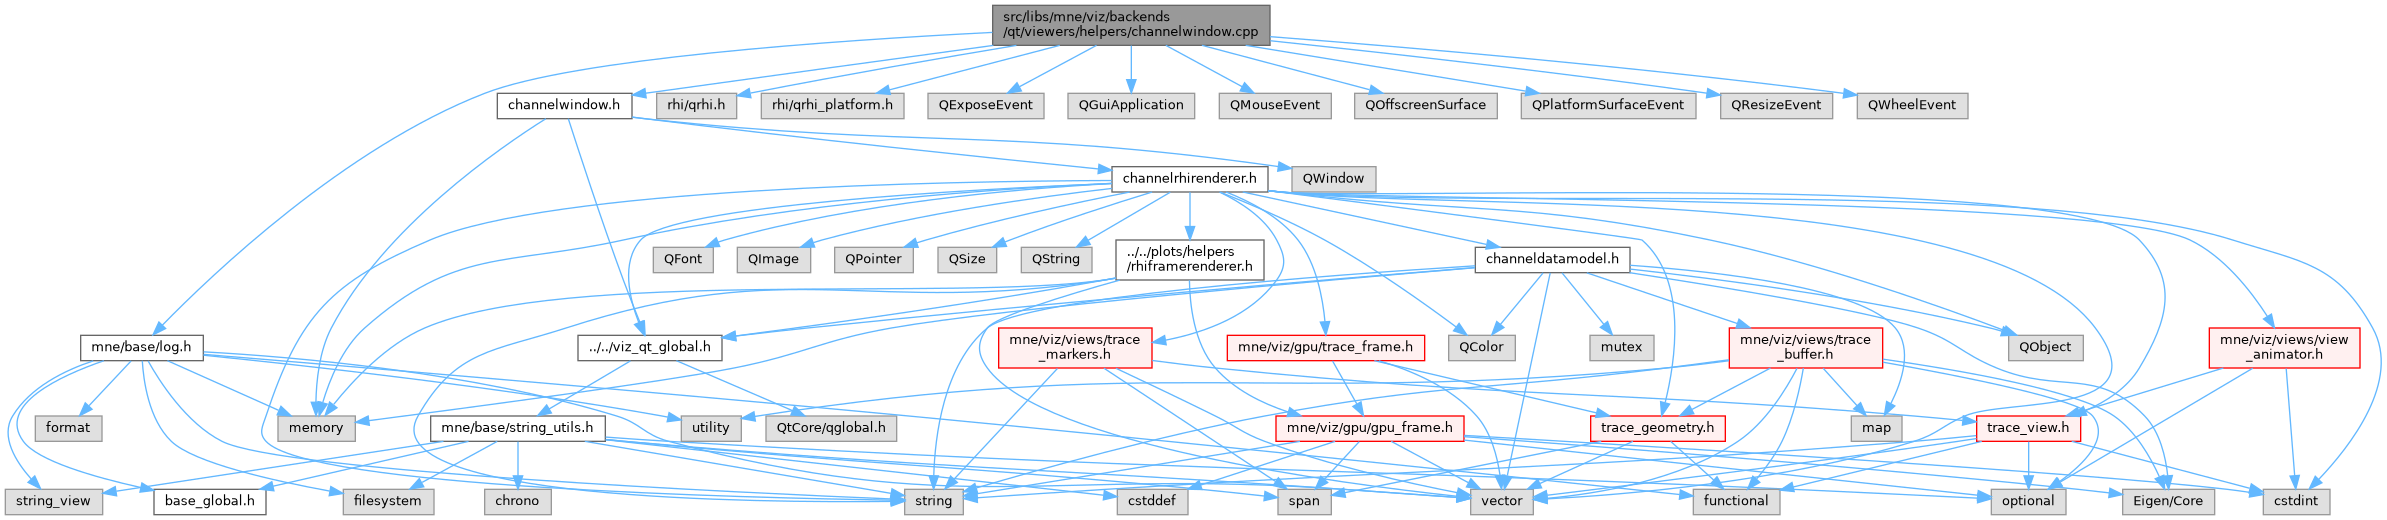 src/libs/mne/viz/backends
/qt/viewers/helpers/channelwindow.cpp
channelwindow.h
rhi/qrhi.h
rhi/qrhi_platform.h
QExposeEvent
QGuiApplication
QMouseEvent
QOffscreenSurface
QPlatformSurfaceEvent
QResizeEvent
QWheelEvent
channelrhirenderer.h
QWindow
QFont
QImage
QPointer
QSize
QString
../../plots/helpers
/rhiframerenderer.h
channeldatamodel.h
mne/base/log.h
../../viz_qt_global.h
mne/viz/views/trace
_markers.h
mne/viz/gpu/trace_frame.h
QColor
mutex
mne/viz/views/trace
_buffer.h
QObject
mne/viz/views/view
_animator.h
format
memory
mne/base/string_utils.h
utility
QtCore/qglobal.h
mne/viz/gpu/gpu_frame.h
trace_geometry.h
map
trace_view.h
string_view
base_global.h
filesystem
chrono
string
cstddef
span
vector
functional
optional
Eigen/Core
cstdint